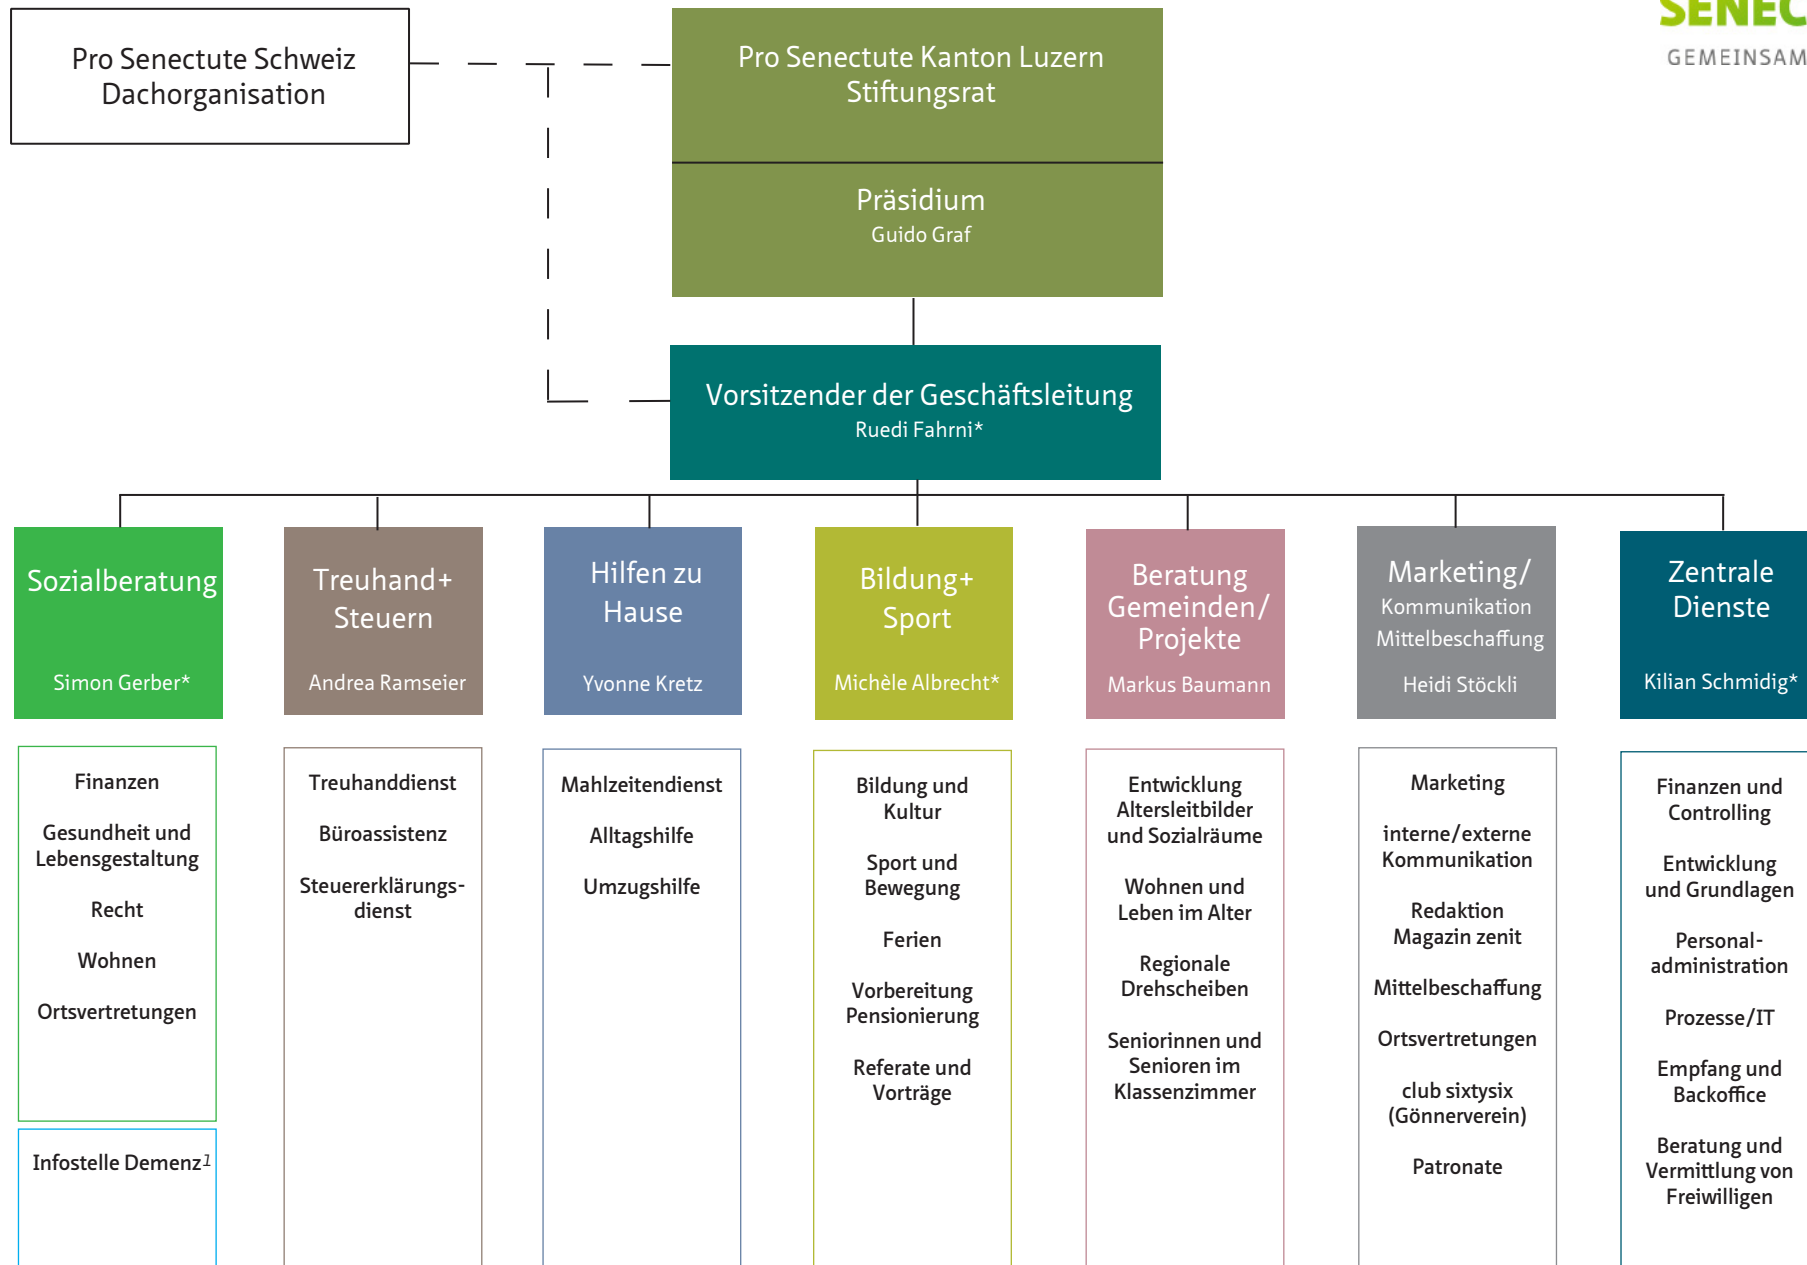 Pro Senectute Schweiz
Dachorganisation
Pro Senectute Kanton Luzern
Stiftungsrat
SENEC
GEMEINSAM
Präsidium
Guido Graf
Vorsitzender der Geschäftsleitung
Ruedi Fahrni*
Sozialberatung
Simon Gerber*
Treuhand+
Steuern
Andrea Ramseier
Hilfen zu
Hause
Yvonne Kretz
Bildung+
Sport
Michèle Albrecht*
Beratung
Gemeinden/
Projekte
Markus Baumann
Marketing/
Kommunikation
Mittelbeschaffung
Heidi Stöckli
Zentrale
Dienste
Kilian Schmidig*
Finanzen
Gesundheit und
Lebensgestaltung
Recht
Wohnen
Ortsvertretungen
Infostelle Demenz1
Treuhanddienst
Büroassistenz
Steuererklärungs-
dienst
Mahlzeitendienst
Alltagshilfe
Umzugshilfe
Bildung und
Kultur
Sport und
Bewegung
Ferien
Vorbereitung
Pensionierung
Referate und
Vorträge
Entwicklung
Altersleitbilder
und Sozialräume
Wohnen und
Leben im Alter
Regionale
Drehscheiben
Seniorinnen und
Senioren im
Klassenzimmer
Marketing
interne/externe
Kommunikation
Redaktion
Magazin zenit
Mittelbeschaffung
Ortsvertretungen
club sixtysix
(Gönnerverein)
Patronate
Finanzen und
Controlling
Entwicklung
und Grundlagen
Personal-
administration
Prozesse/IT
Empfang und
Backoffice
Beratung und
Vermittlung von
Freiwilligen